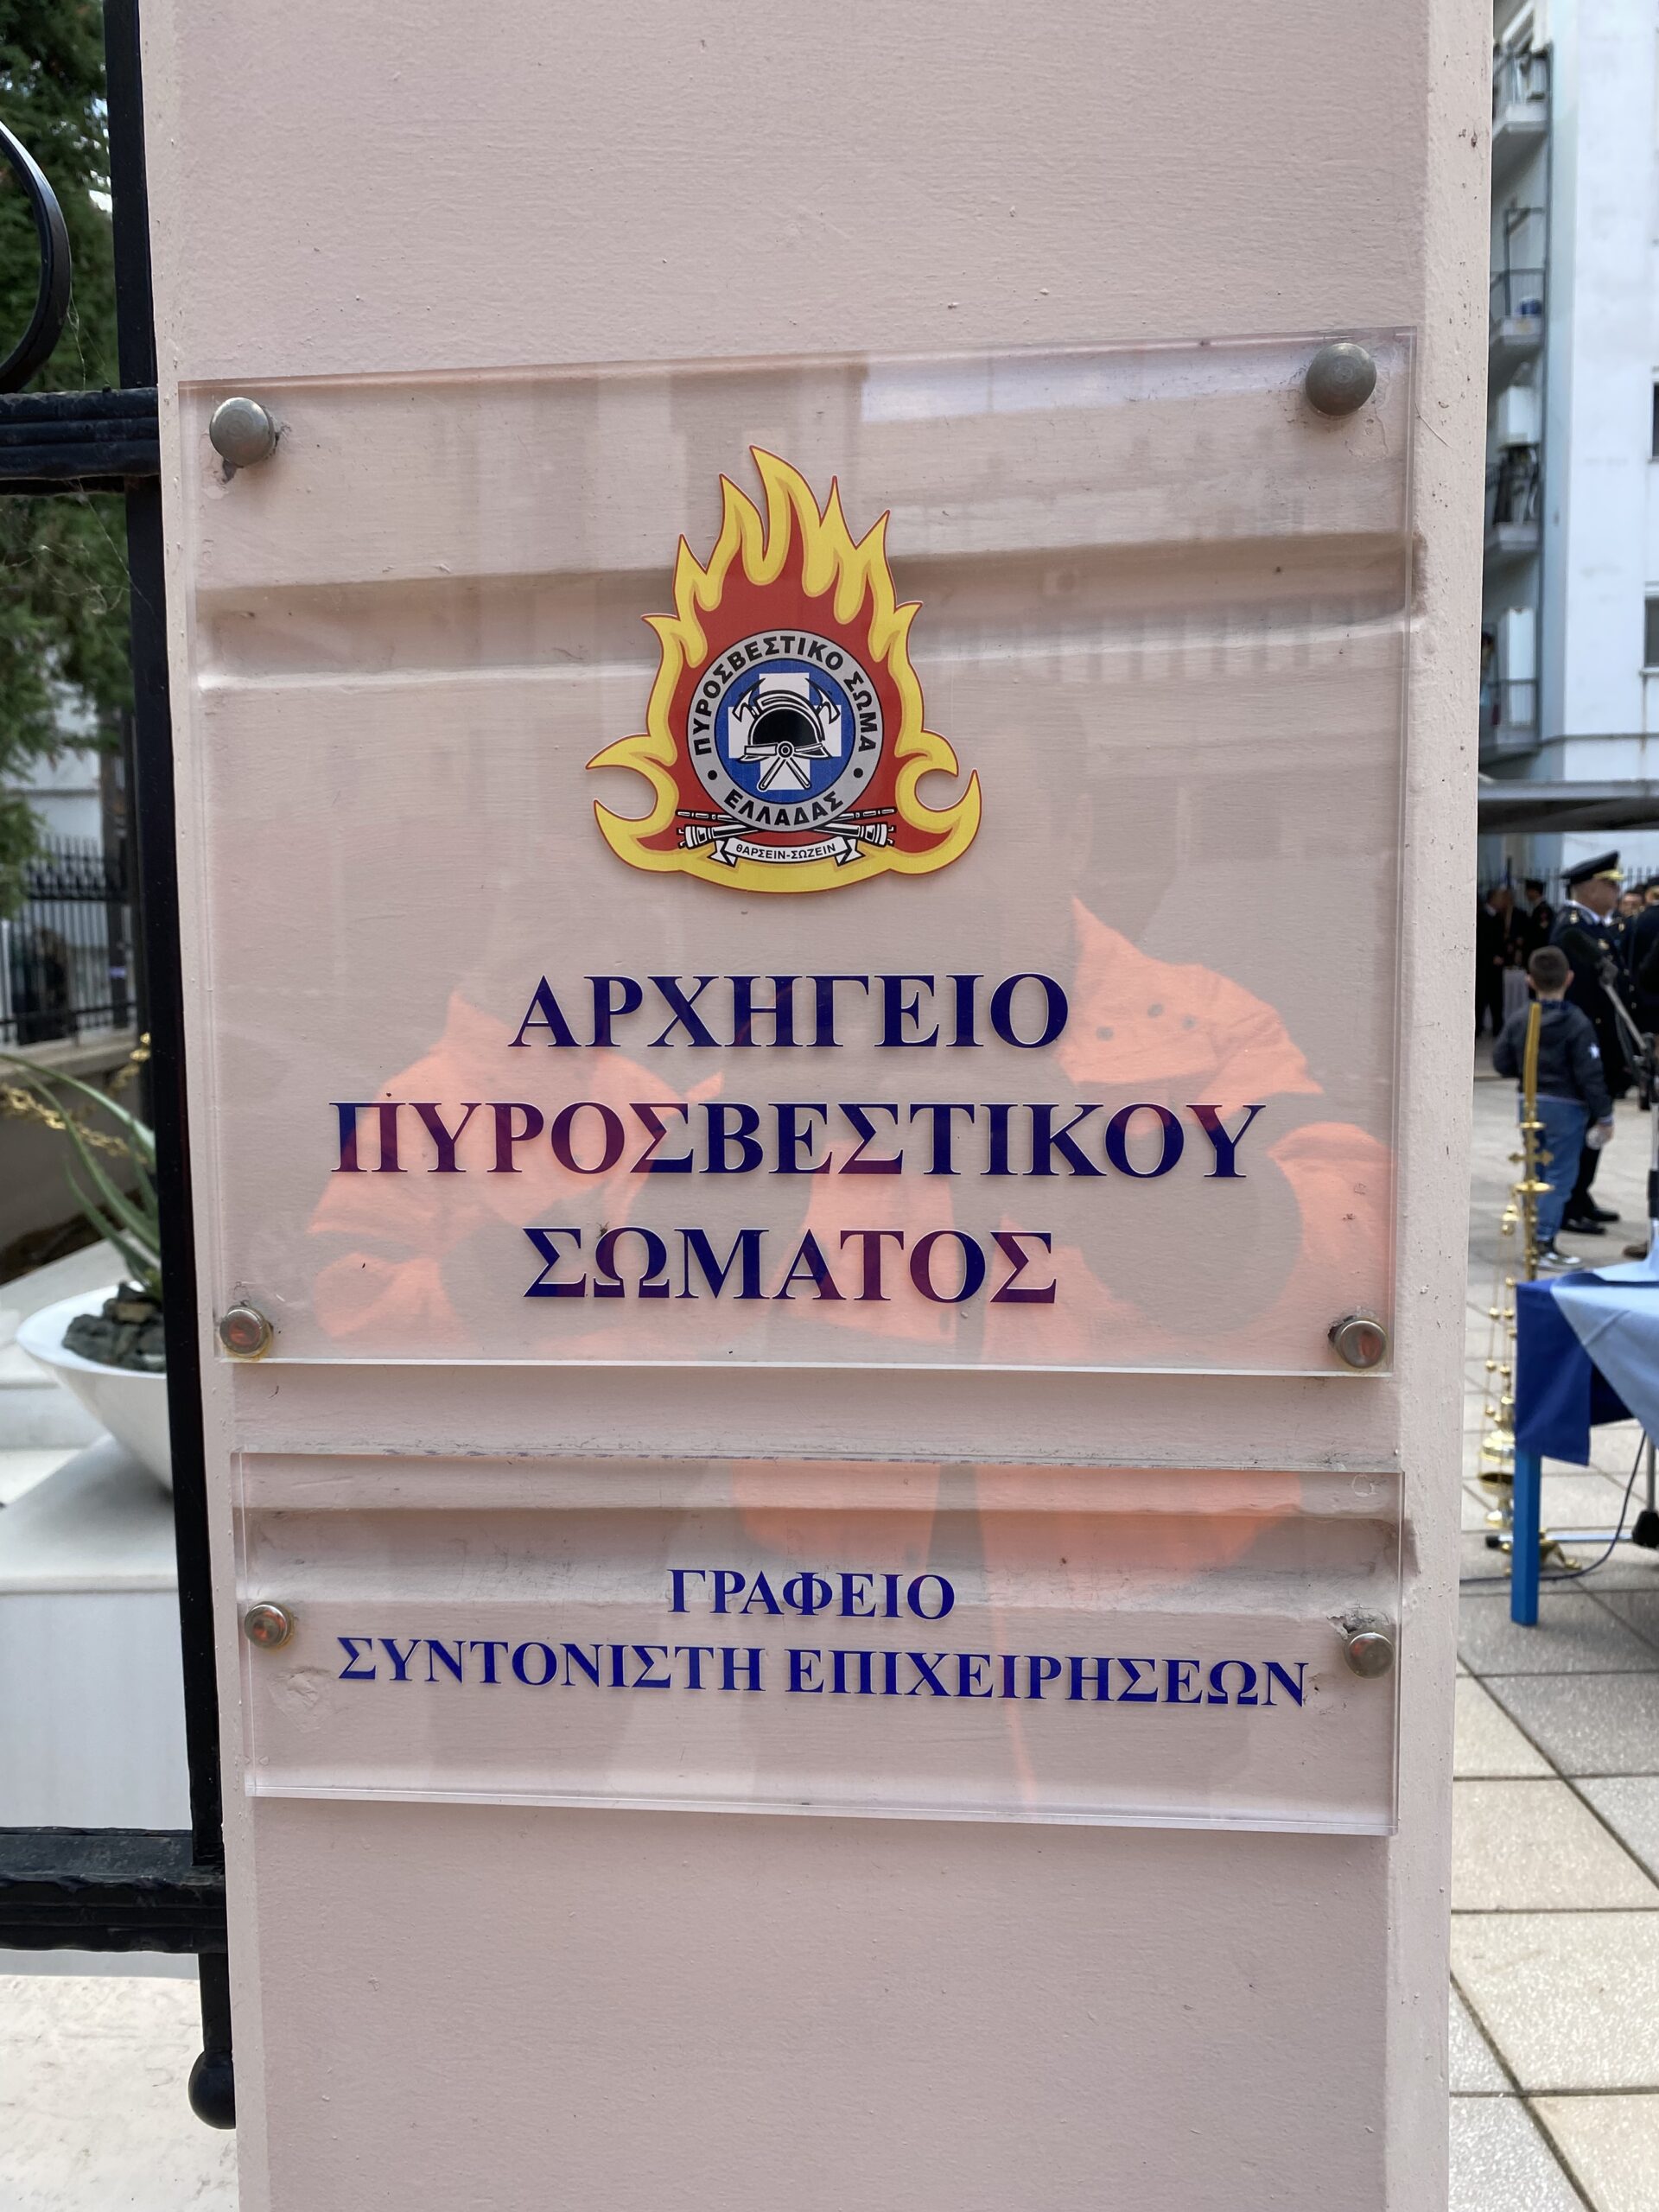 ΠΥΡΟΣΒΕΣΤΙΚΟ ΣΩΜΑ
ΕΛΛΑΔΑΣ
ΘΑΡΣΕΙΝ-ΣΩΖΕΙΝ
ΑΡΧΗΓΕΙΟ
ΠΥΡΟΣΒΕΣΤΙΚΟΥ
ΣΩΜΑΤΟΣ
ΓΡΑΦΕΙΟ
ΣΥΝΤΟΝΙΣΤΗ ΕΠΙΧΕΙΡΗΣΕΩΝ